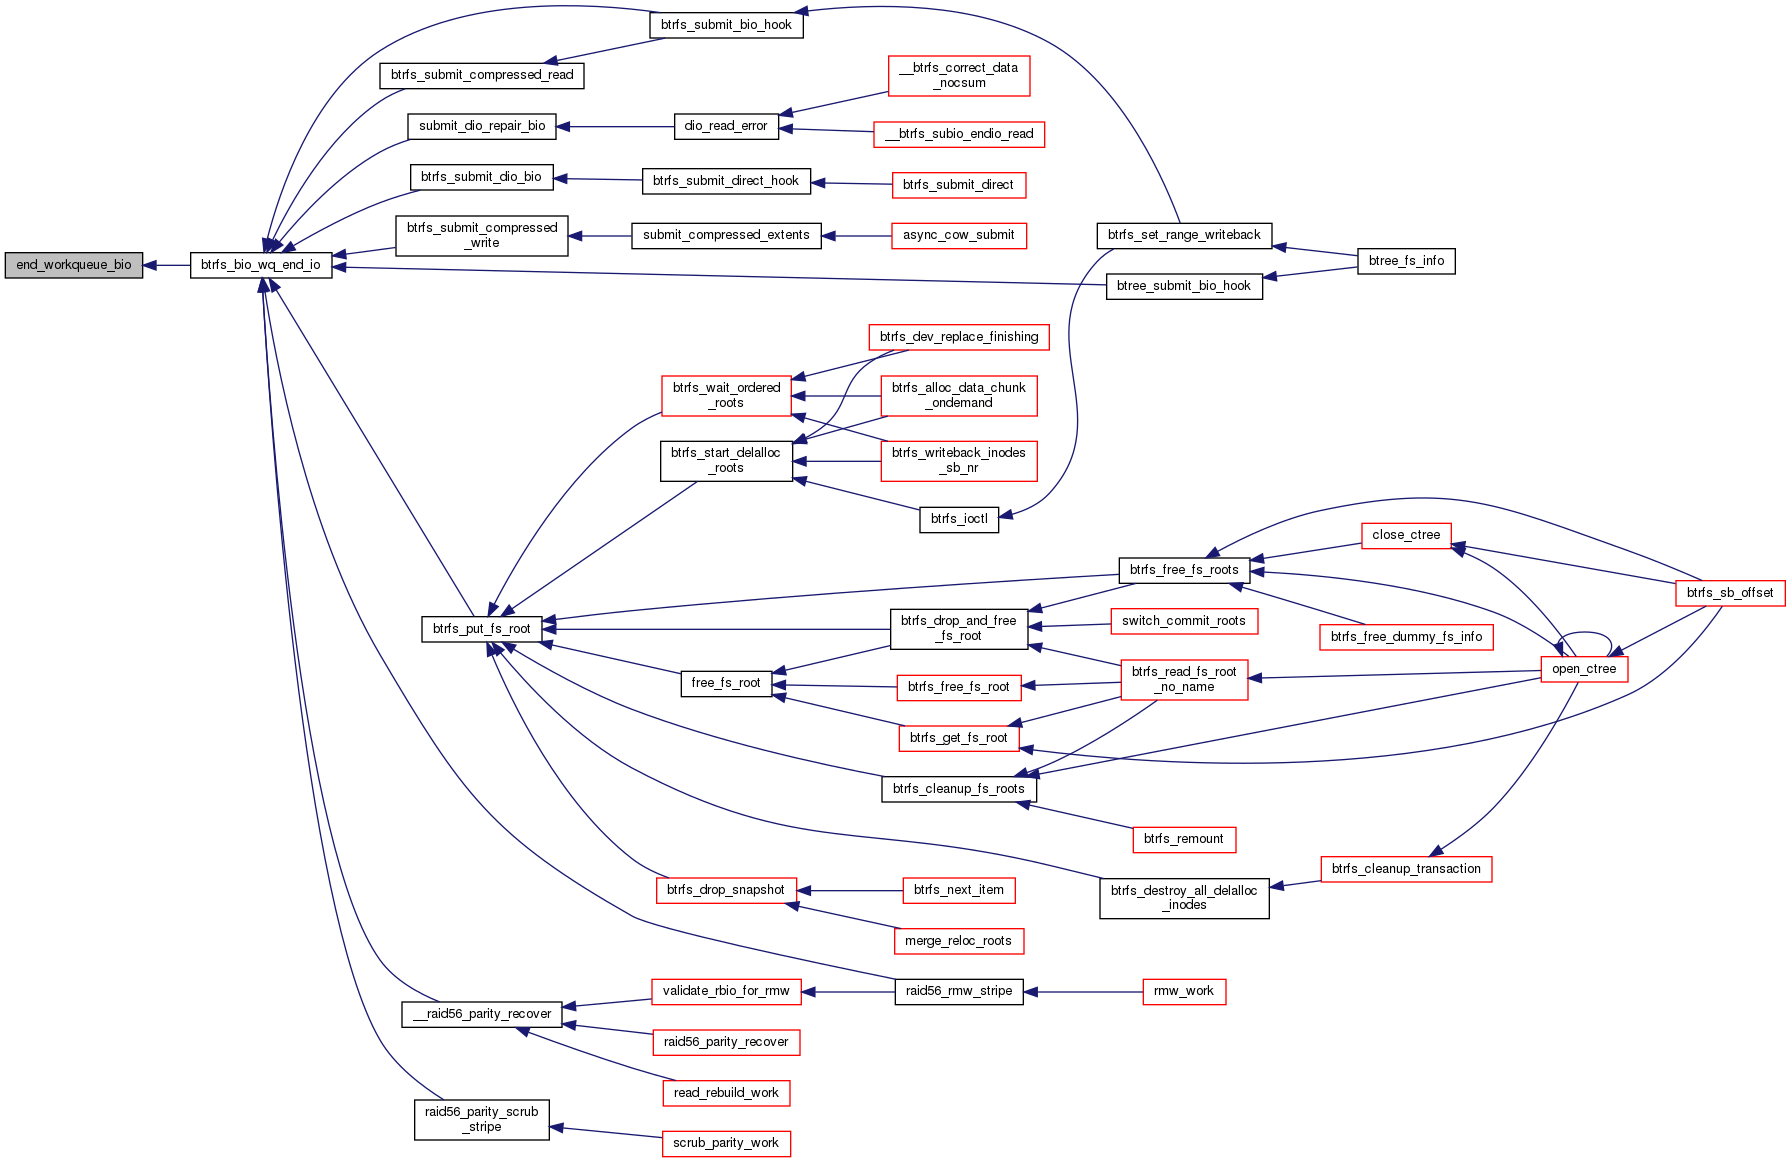 btrfs_submit_bio_hook
btrfs_submit_compressed_read
__btrfs_correct_data
_nocsum
submit_dio_repair_bio
dio_read_error
__btrfs_subio_endio_read
btrfs_submit_dio_bio
btrfs_submit_direct_hook
btrfs_submit_direct
btrfs_submit_compressed
_write
submit_compressed_extents
async_cow_submit
btrfs_set_range_writeback
end_workqueue_bio
btrfs_bio_wq_end_io
btree_fs_info
btree_submit_bio_hook
btrfs_dev_replace_finishing
btrfs_wait_ordered
_roots
btrfs_alloc_data_chunk
_ondemand
btrfs_start_delalloc
_roots
btrfs_writeback_inodes
_sb_nr
btrfs_ioctl
close_ctree
btrfs_free_fs_roots
btrfs_sb_offset
btrfs_put_fs_root
btrfs_drop_and_free
_fs_root
switch_commit_roots
btrfs_free_dummy_fs_info
free_fs_root
btrfs_free_fs_root
btrfs_read_fs_root
_no_name
open_ctree
btrfs_get_fs_root
btrfs_cleanup_fs_roots
btrfs_remount
btrfs_cleanup_transaction
btrfs_drop_snapshot
btrfs_next_item
btrfs_destroy_all_delalloc
_inodes
merge_reloc_roots
validate_rbio_for_rmw
raid56_rmw_stripe
rmw_work
__raid56_parity_recover
raid56_parity_recover
read_rebuild_work
raid56_parity_scrub
_stripe
scrub_parity_work